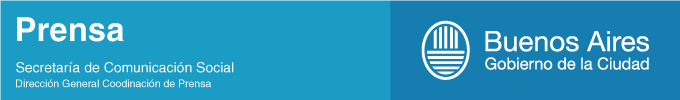 Prensa
Secretaría de Comunicación Social
Dirección General Coodinación de Prensa
Buenos Aires
Gobierno de la Ciudad